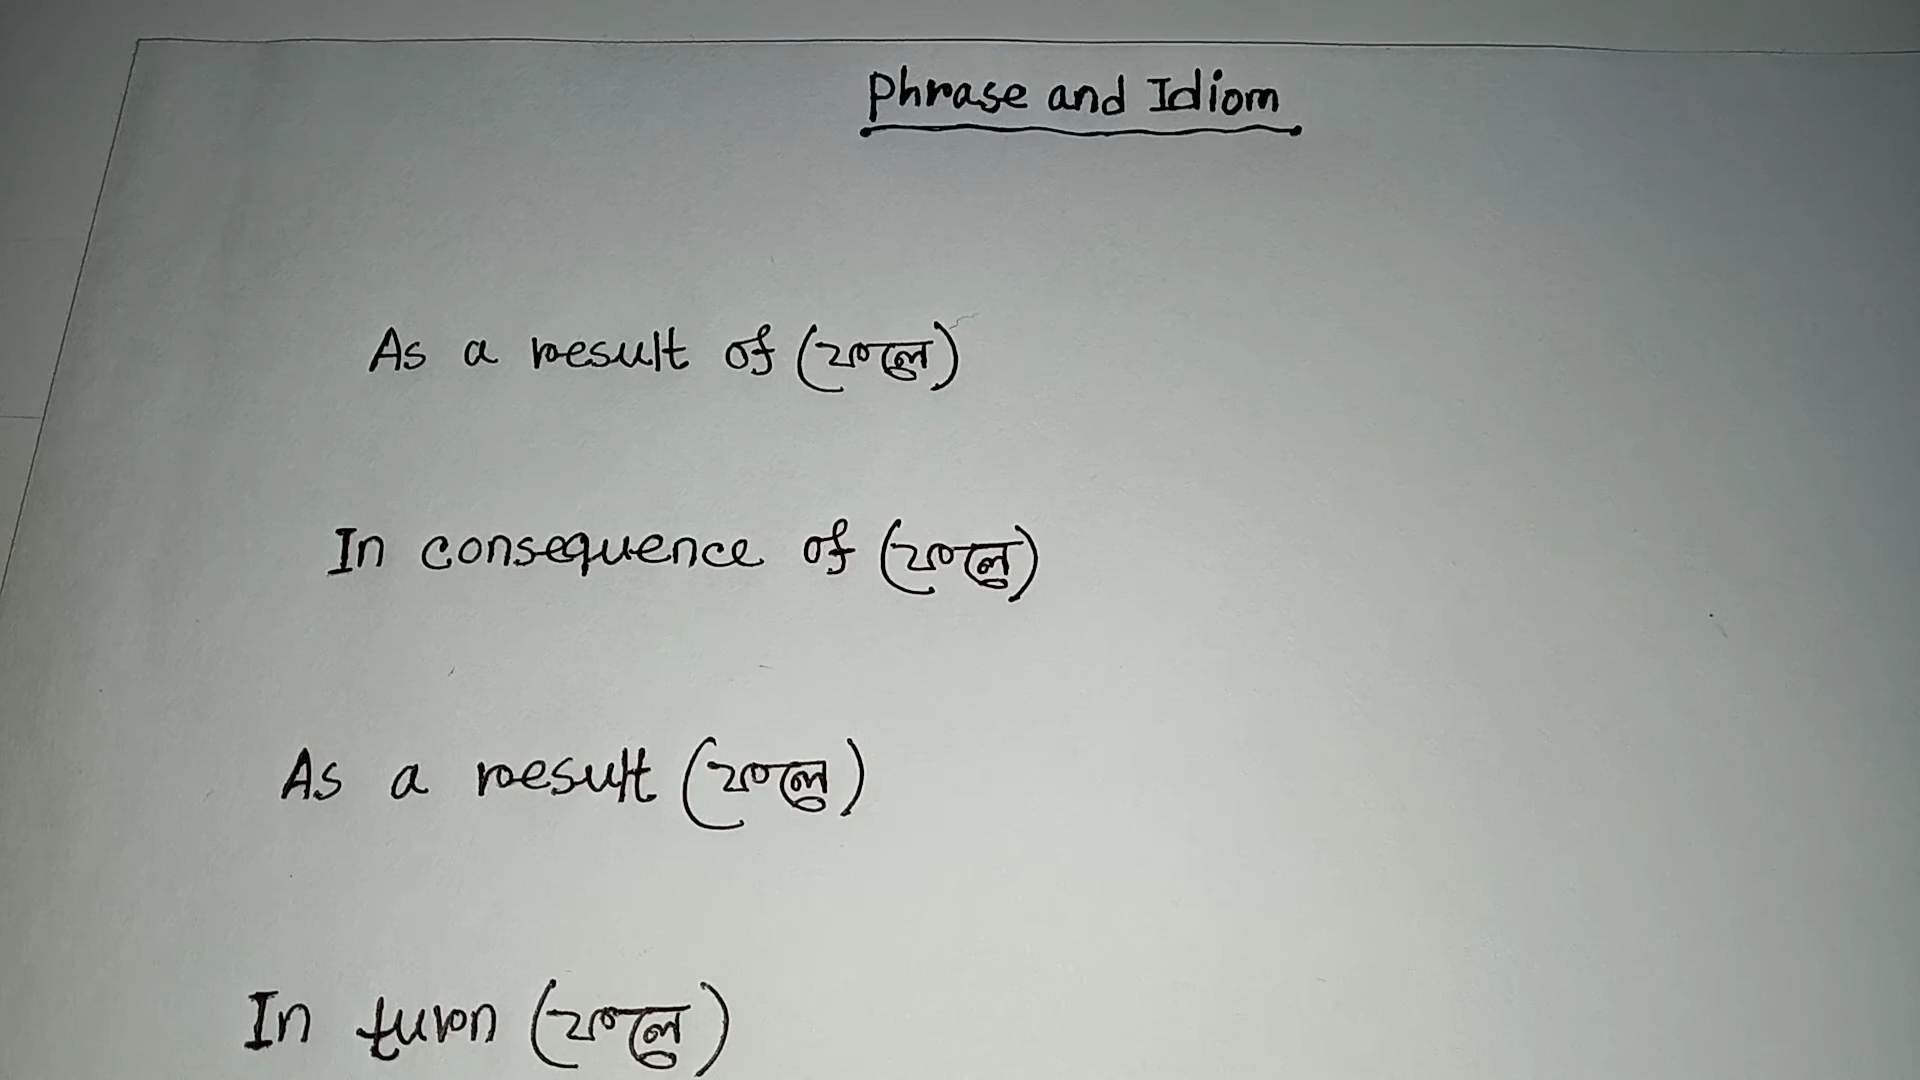 Phrase and Idiom
As a result of (ফলে)
In consequence of (ফলে)
As a result (ফলে)
In turn (ফলে)